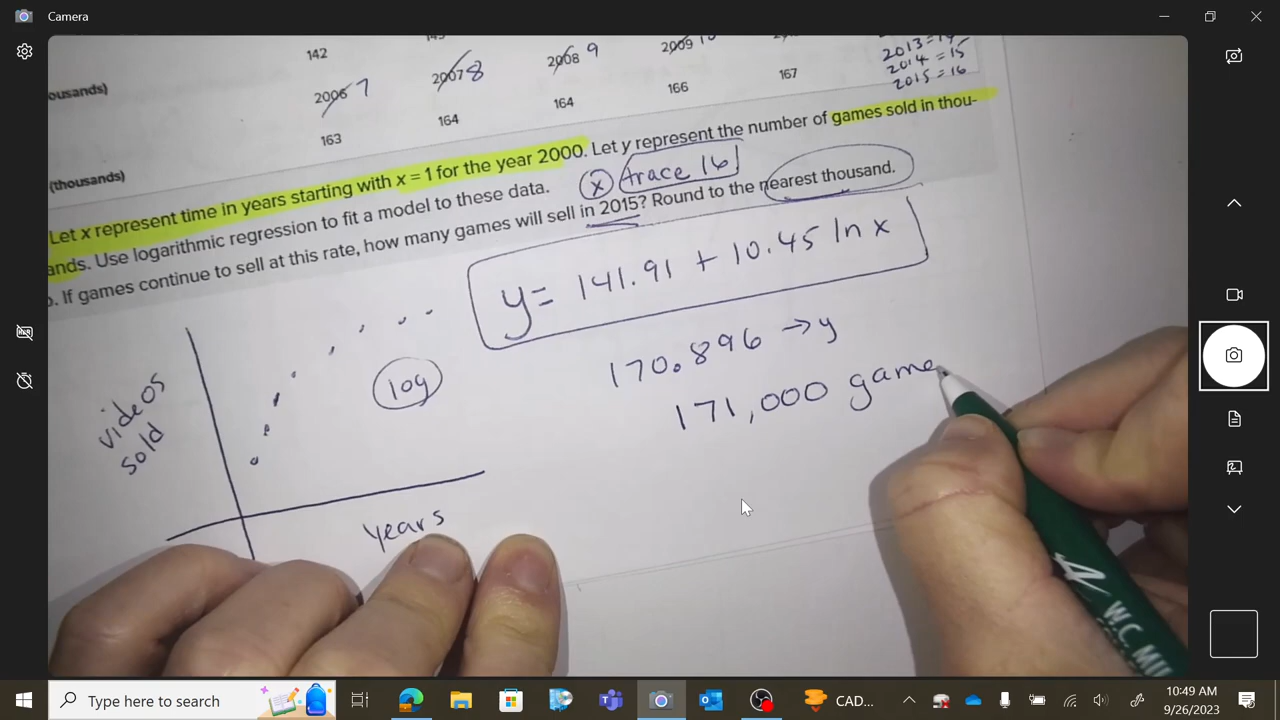 Camera
142
2008 9
2013=14
2014=15
2015=16
ousands)
2006 7
2007 8
164
166
167
163
164
(thousands)
Let x represent time in years starting with x = 1 for the year 2000. Let y represent the number of games sold in thou-
ands. Use logarithmic regression to fit a model to these data.
x trace 16
. If games continue to sell at this rate, how many games will sell in 2015? Round to the nearest thousand.
y= 141.91 + 10.45 ln x
170.896 → y
171,000 game
log
videos
sold
years
W.C. MI
Type here to search
CAD...
10:49 AM
9/26/2023